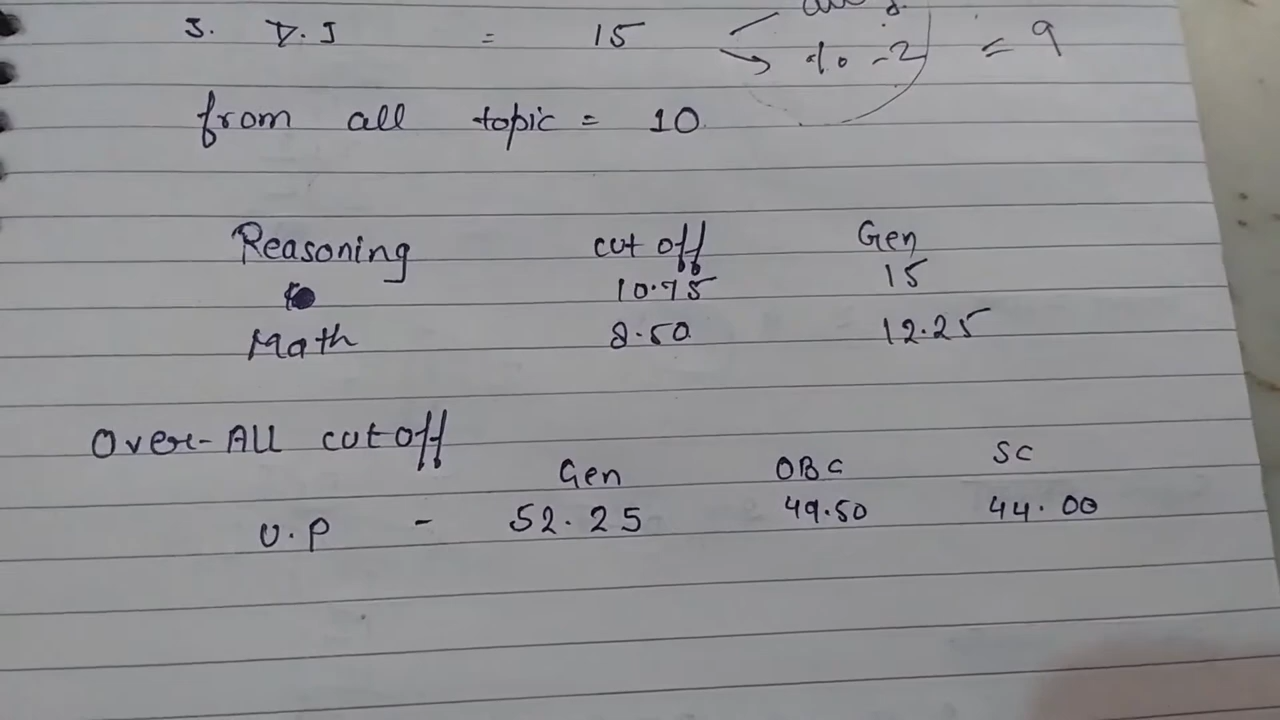 3. D.I = 15
do - 2 = 9
from all topic = 10
Reasoning cut off Gen
10.75 15
Math 8.50 12.25
Over-All cut off
Gen OBC SC
U.P - 52.25 49.50 44.00